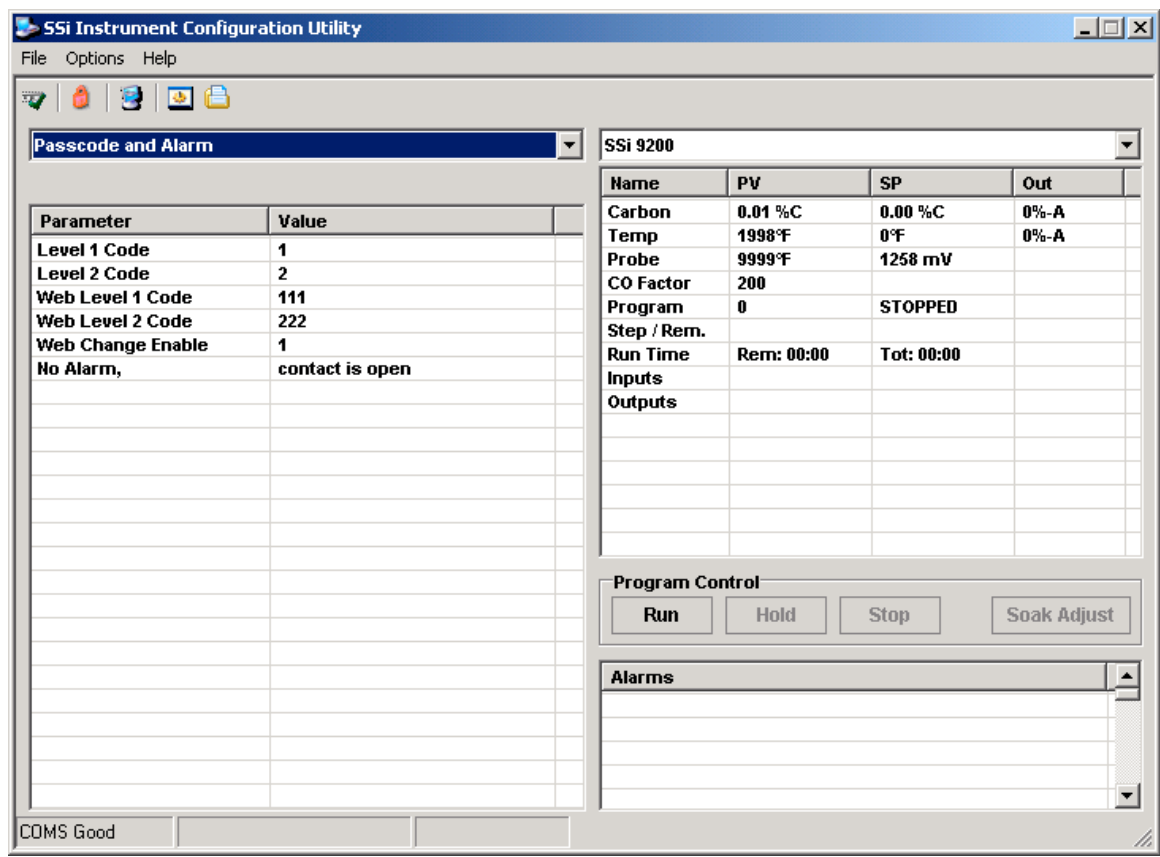 SSi Instrument Configuration Utility
File Options Help
Passcode and Alarm
Parameter Value
Level 1 Code 1
Level 2 Code 2
Web Level 1 Code 111
Web Level 2 Code 222
Web Change Enable 1
No Alarm, contact is open
SSi 9200
Name PV SP Out
Carbon 0.01 %C 0.00 %C 0%-A
Temp 1998°F 0°F 0%-A
Probe 9999°F 1258 mV
CO Factor 200
Program 0 STOPPED
Step / Rem.
Run Time Rem: 00:00 Tot: 00:00
Inputs
Outputs
Program Control
Run Hold Stop Soak Adjust
Alarms
COMS Good